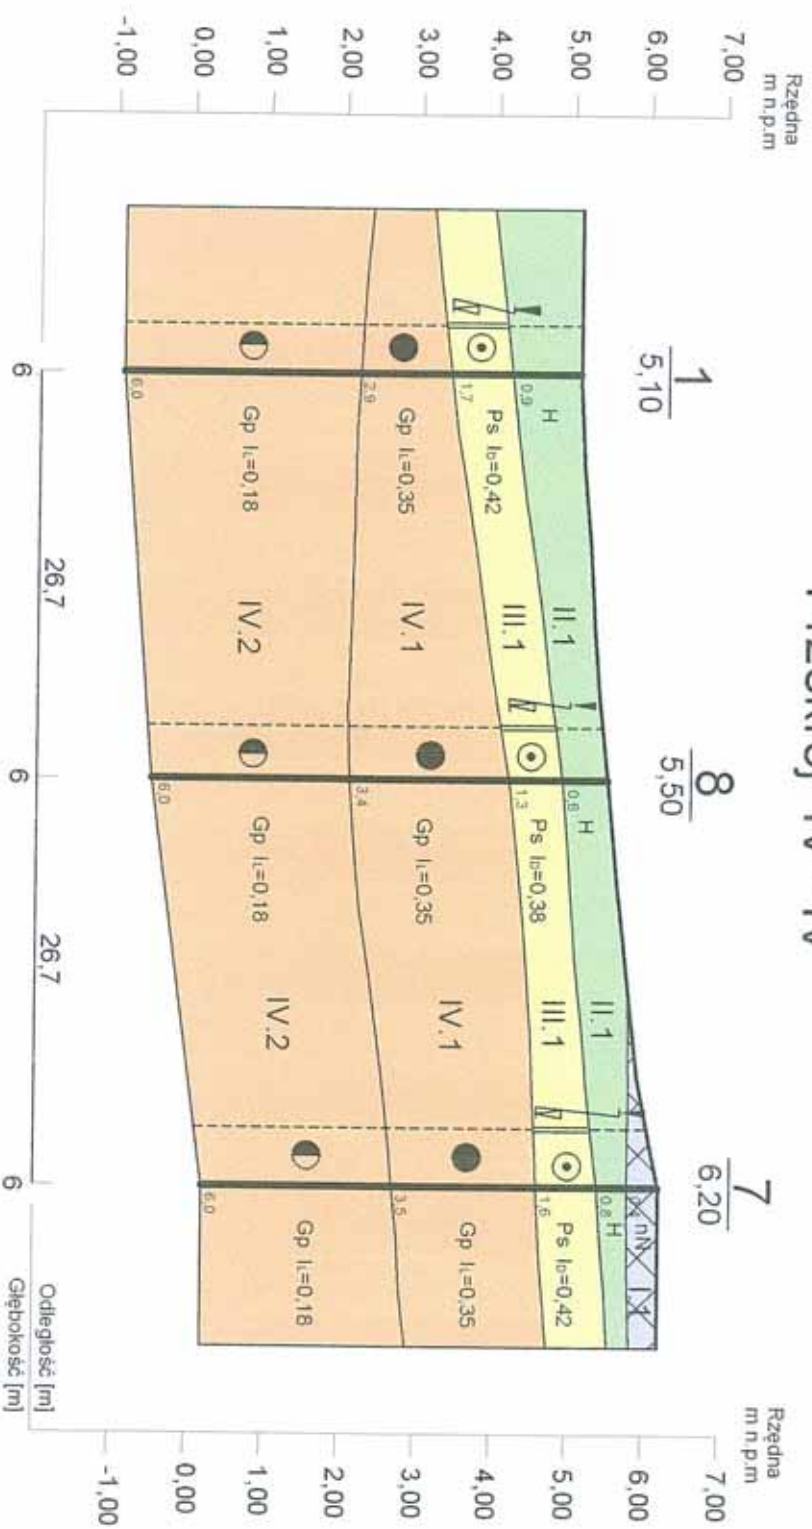 Rzędna
m n.p.m
7,00
6,00
5,00
4,00
3,00
2,00
1,00
0,00
-1,00
1
5,10
8
5,50
7
6,20
Rzędna
m n.p.m
7,00
6,00
5,00
4,00
3,00
2,00
1,00
0,00
-1,00
H
0,9
Ps ID=0,42
1,7
Gp IL=0,35
2,9
Gp IL=0,18
6,0
II.1
III.1
IV.1
IV.2
H
0,6
Ps ID=0,38
1,3
Gp IL=0,35
3,4
Gp IL=0,18
6,0
II.1
III.1
IV.1
IV.2
nN
H
0,8
Ps ID=0,42
1,6
Gp IL=0,35
3,5
Gp IL=0,18
6,0
26,7
26,7
Odległość [m]
6
6
6
Głębokość [m]